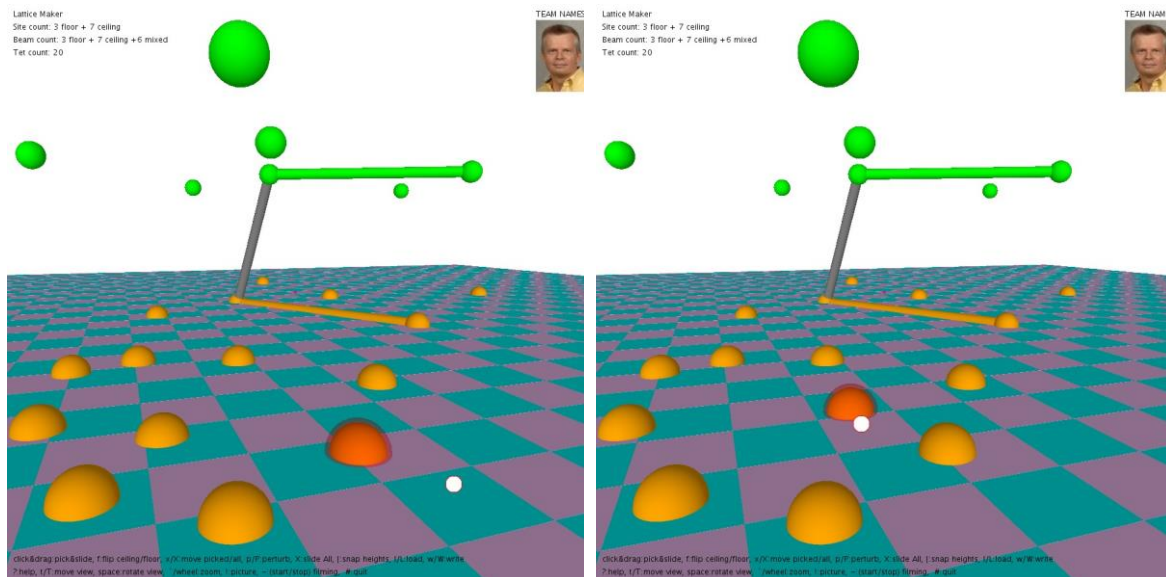 Lattice Maker
Site count: 3 floor + 7 ceiling
Beam count: 3 floor + 7 ceiling +6 mixed
Tet count: 20
TEAM NAMES
click&drag:pick&slide, f:flip ceiling/floor, x/X:move picked/all, p/P:perturb, X:slide All, |:snap heights, l/L:load, w/W:write
?:help, t/T:move view, space:rotate view, /wheel:zoom, !:picture, ~:(start/stop) filming, #:quit
Lattice Maker
Site count: 3 floor + 7 ceiling
Beam count: 3 floor + 7 ceiling +6 mixed
Tet count: 20
TEAM
click&drag:pick&slide, f:flip ceiling/floor, x/X:move picked/all, p/P:perturb, X:slide All, |:snap heights, l/L:load, w/W:write
?:help, t/T:move view, space:rotate view, /wheel:zoom, !:picture, ~:(start/stop) filming, #:quit